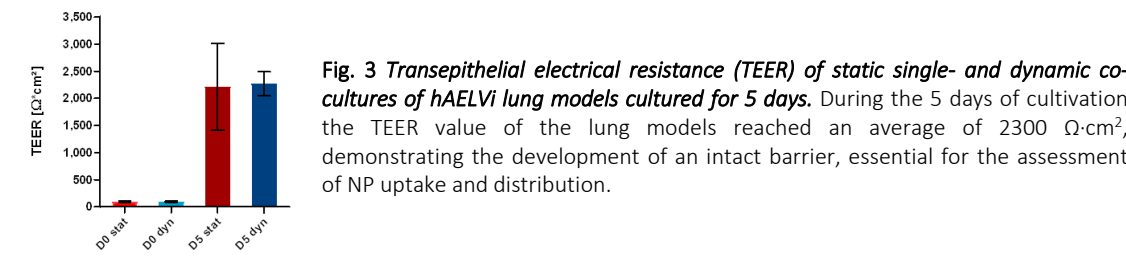 3,500
3,000
2,500
2,000
1,500
1,000
500
0
TEER [Ω*cm²]
D0 stat
D0 dyn
D5 stat
D5 dyn
Fig. 3 Transepithelial electrical resistance (TEER) of static single- and dynamic co-
cultures of hAELVi lung models cultured for 5 days. During the 5 days of cultivation
the TEER value of the lung models reached an average of 2300 Ω·cm²,
demonstrating the development of an intact barrier, essential for the assessment
of NP uptake and distribution.